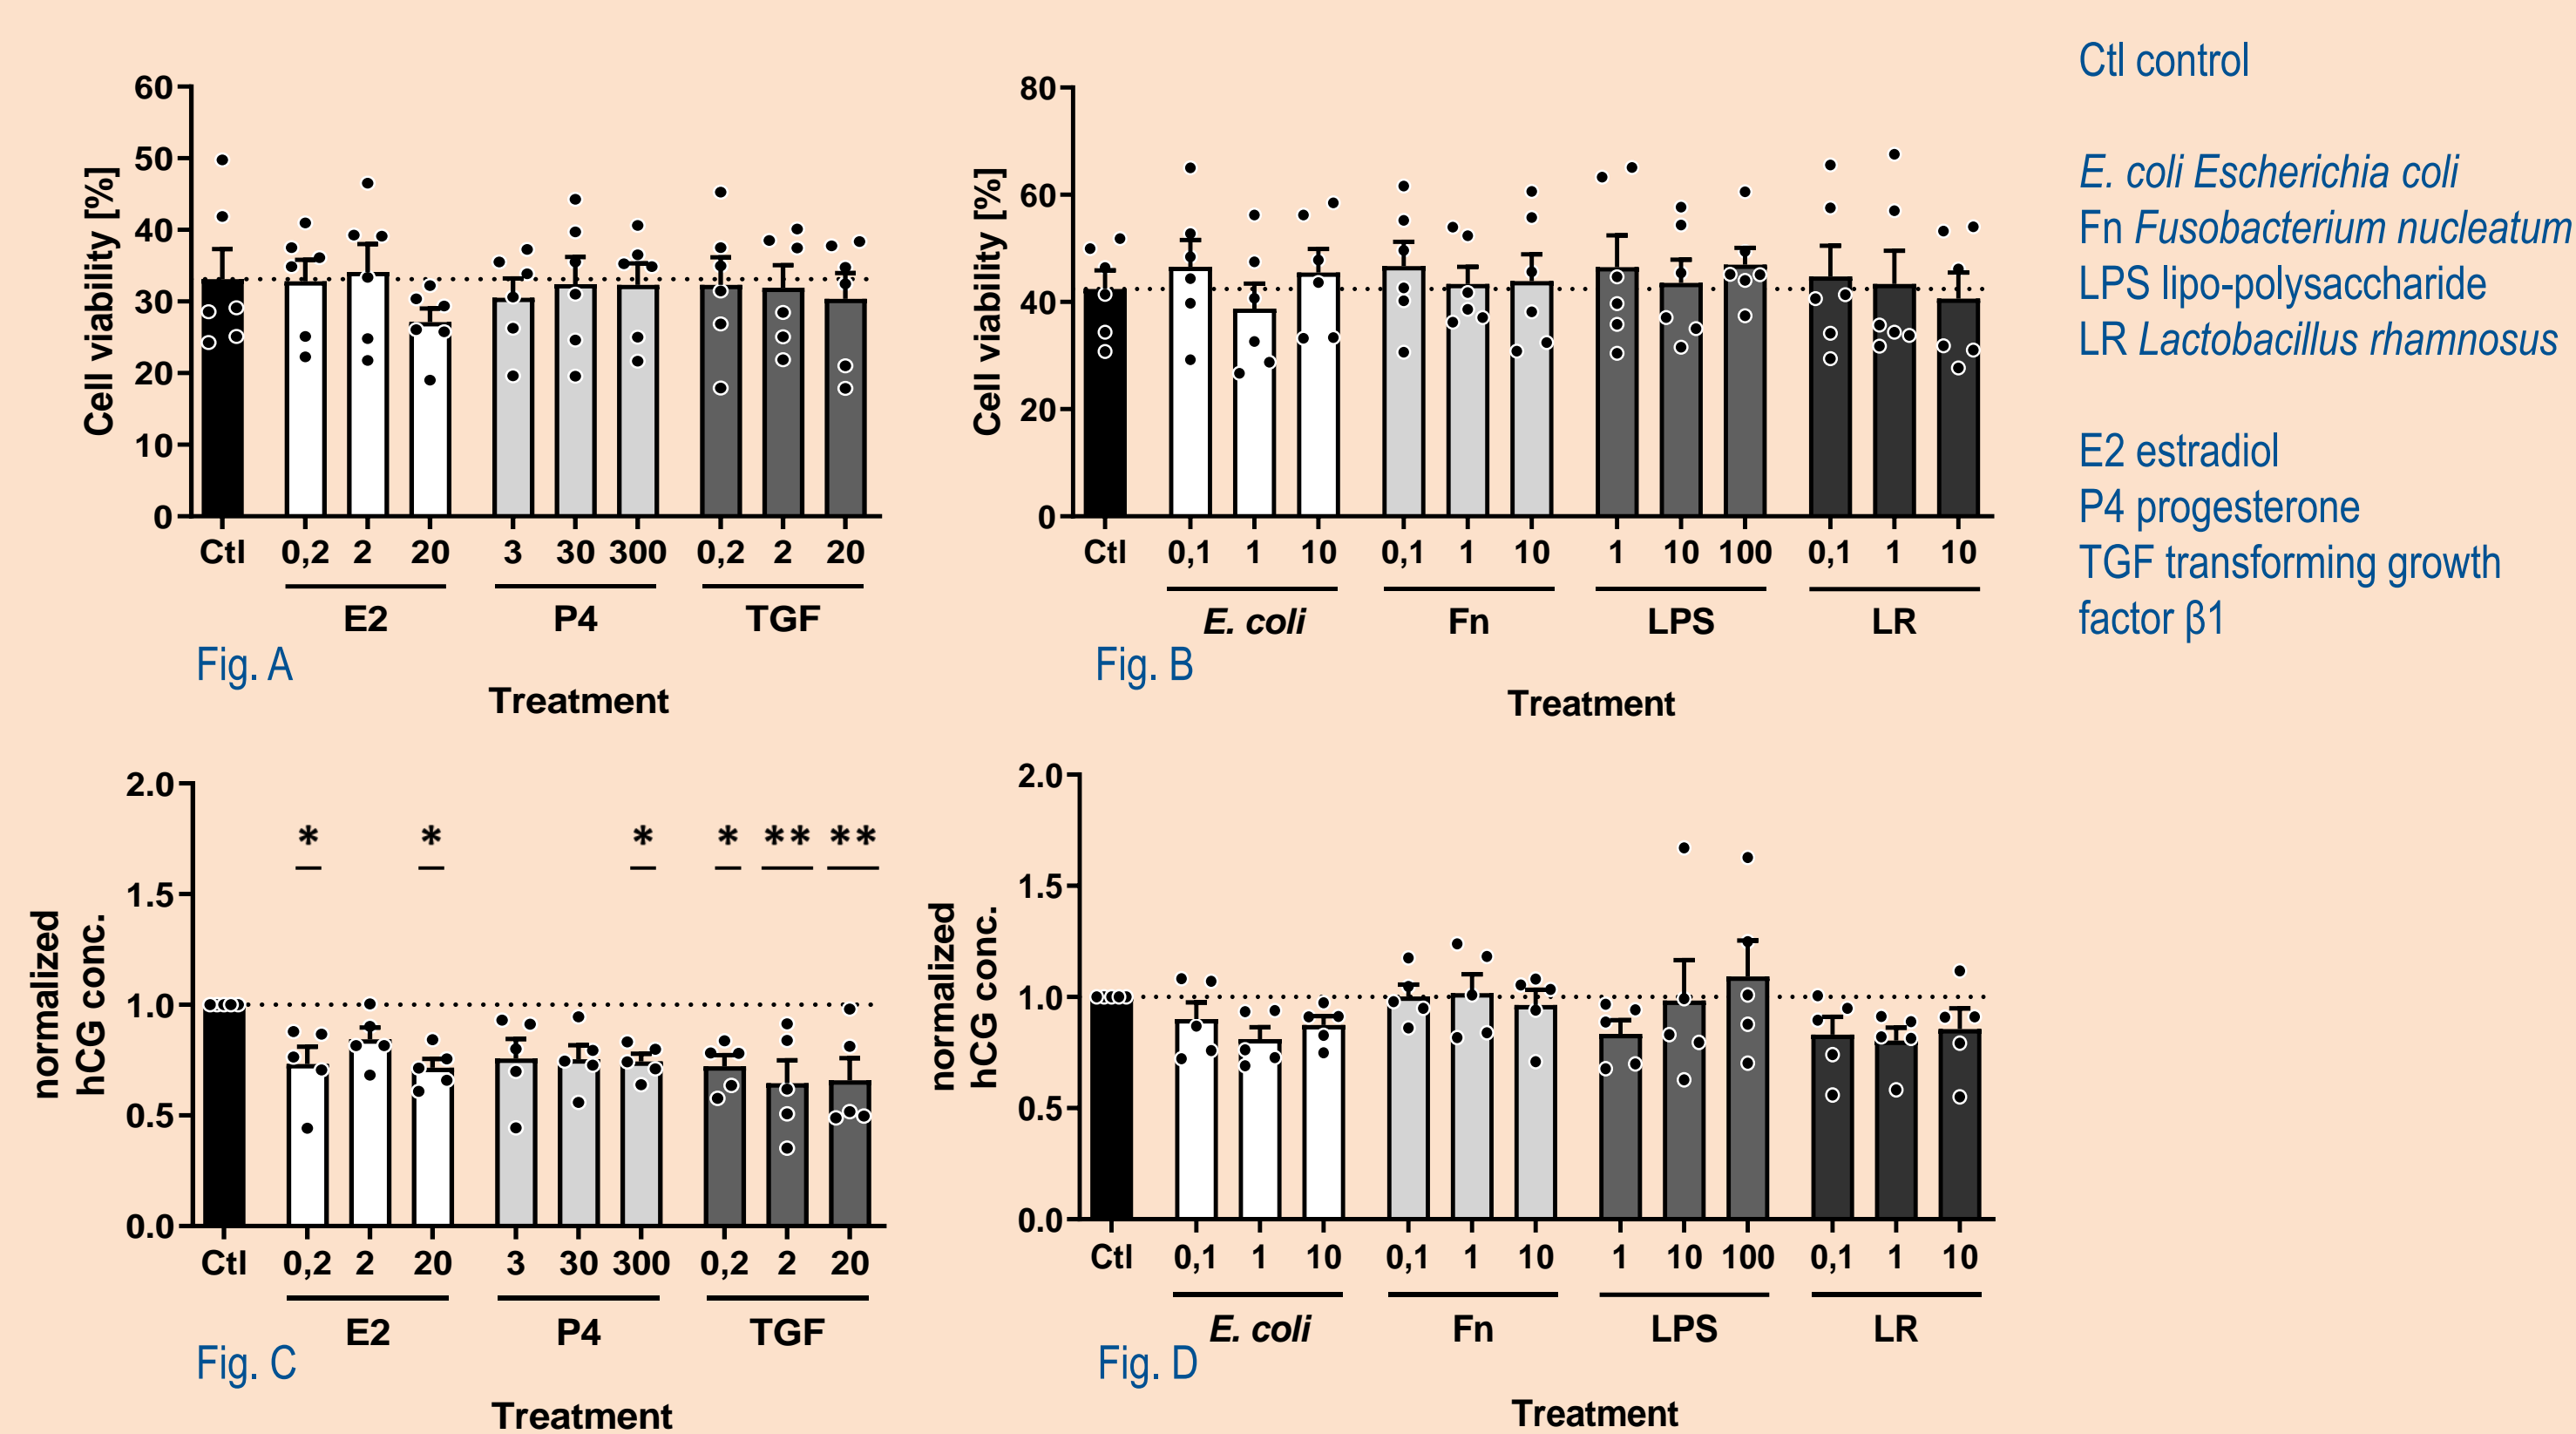 60
50
40
30
20
10
0
Cell viability [%]
Ctl 0,2 2 20 3 30 300 0,2 2 20
E2 P4 TGF
Fig. A
Treatment
80
60
40
20
0
Cell viability [%]
Ctl 0,1 1 10 0,1 1 10 1 10 100 0,1 1 10
E. coli Fn LPS LR
Fig. B
Treatment
Ctl control
E. coli Escherichia coli
Fn Fusobacterium nucleatum
LPS lipo-polysaccharide
LR Lactobacillus rhamnosus
E2 estradiol
P4 progesterone
TGF transforming growth
factor β1
2.0
1.5
1.0
0.5
0.0
normalized
hCG conc.
* * * * ** **
Ctl 0,2 2 20 3 30 300 0,2 2 20
E2 P4 TGF
Fig. C
Treatment
2.0
1.5
1.0
0.5
0.0
normalized
hCG conc.
Ctl 0,1 1 10 0,1 1 10 1 10 100 0,1 1 10
E. coli Fn LPS LR
Fig. D
Treatment